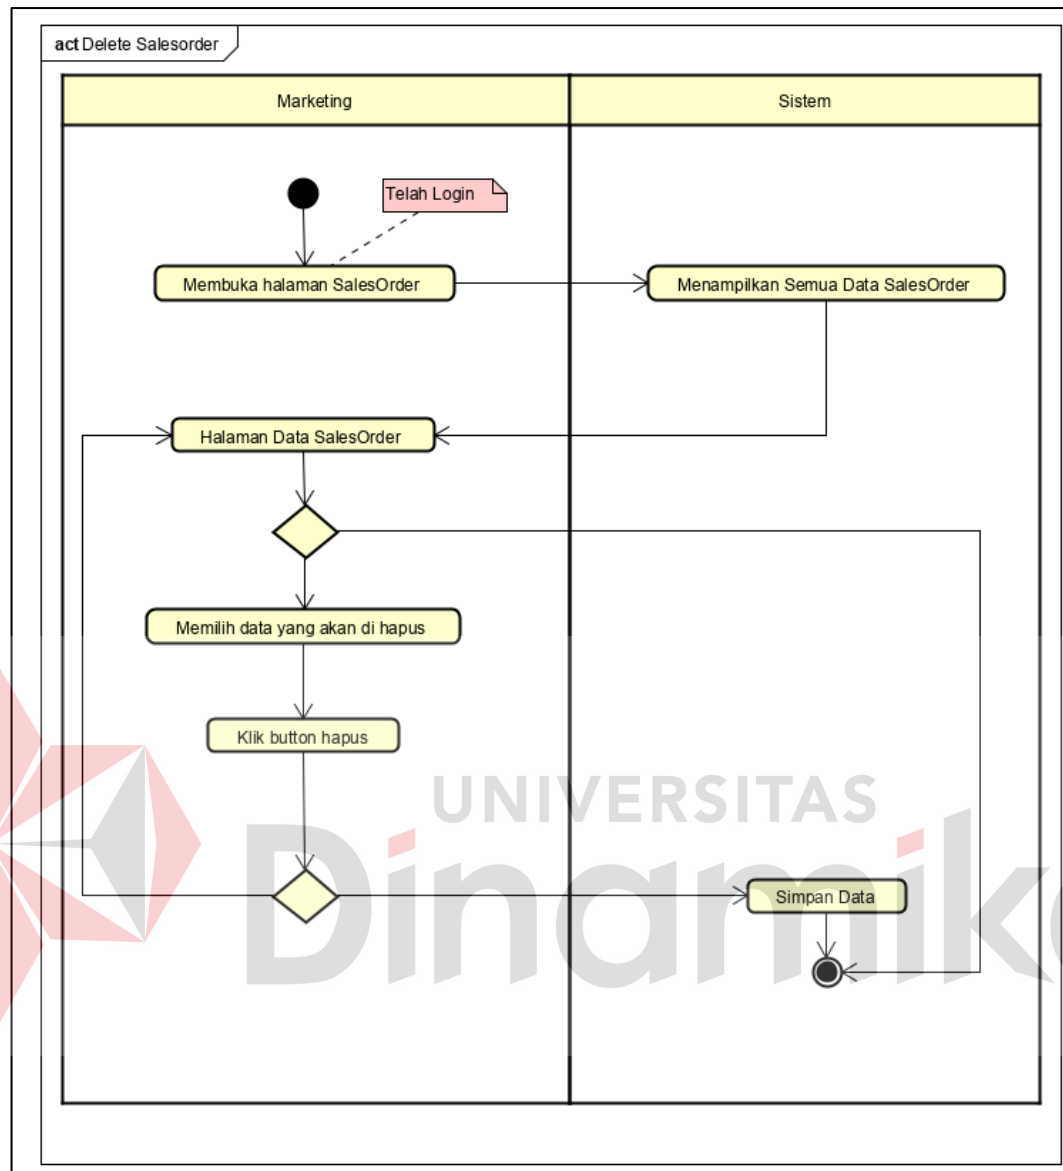 act Delete Salesorder
Marketing
Sistem
Telah Login
Membuka halaman SalesOrder
Menampilkan Semua Data SalesOrder
Halaman Data SalesOrder
Memilih data yang akan di hapus
Klik button hapus
UNIVERSITAS
Dinamika
Simpan Data